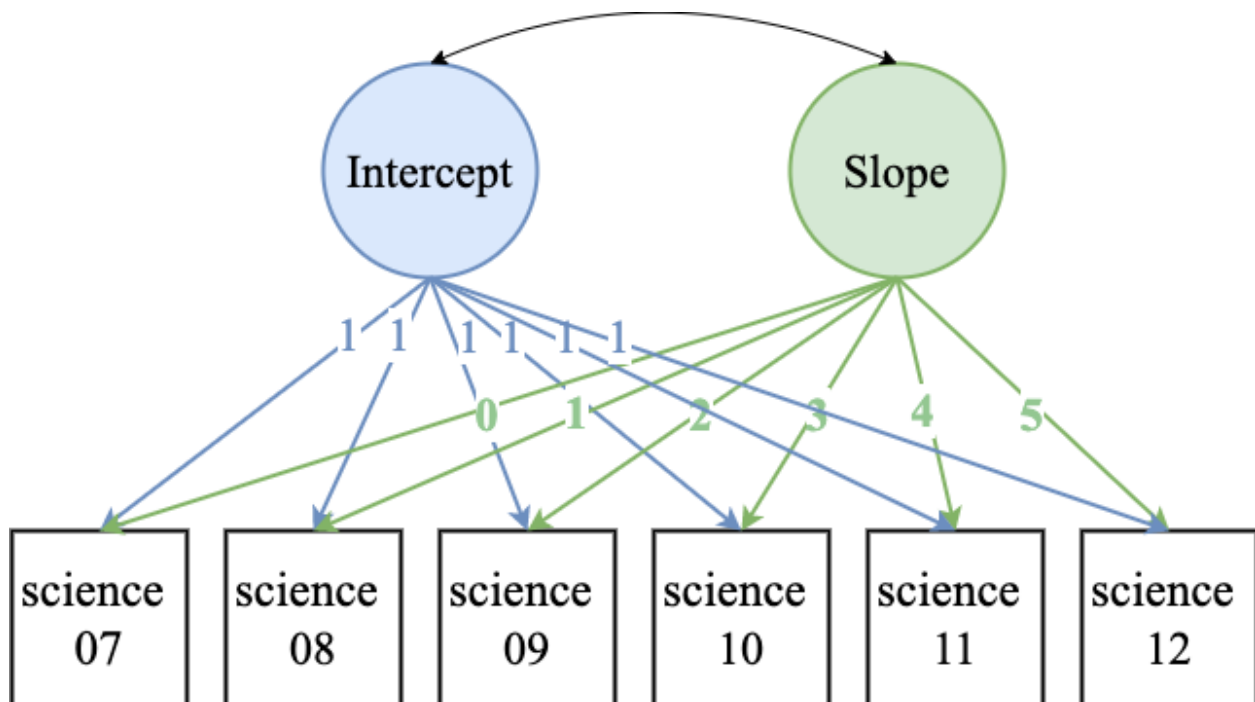 Intercept Slope
1 1 1 1 1 1
0 1 2 3 4 5
science science science science science science
07 08 09 10 11 12